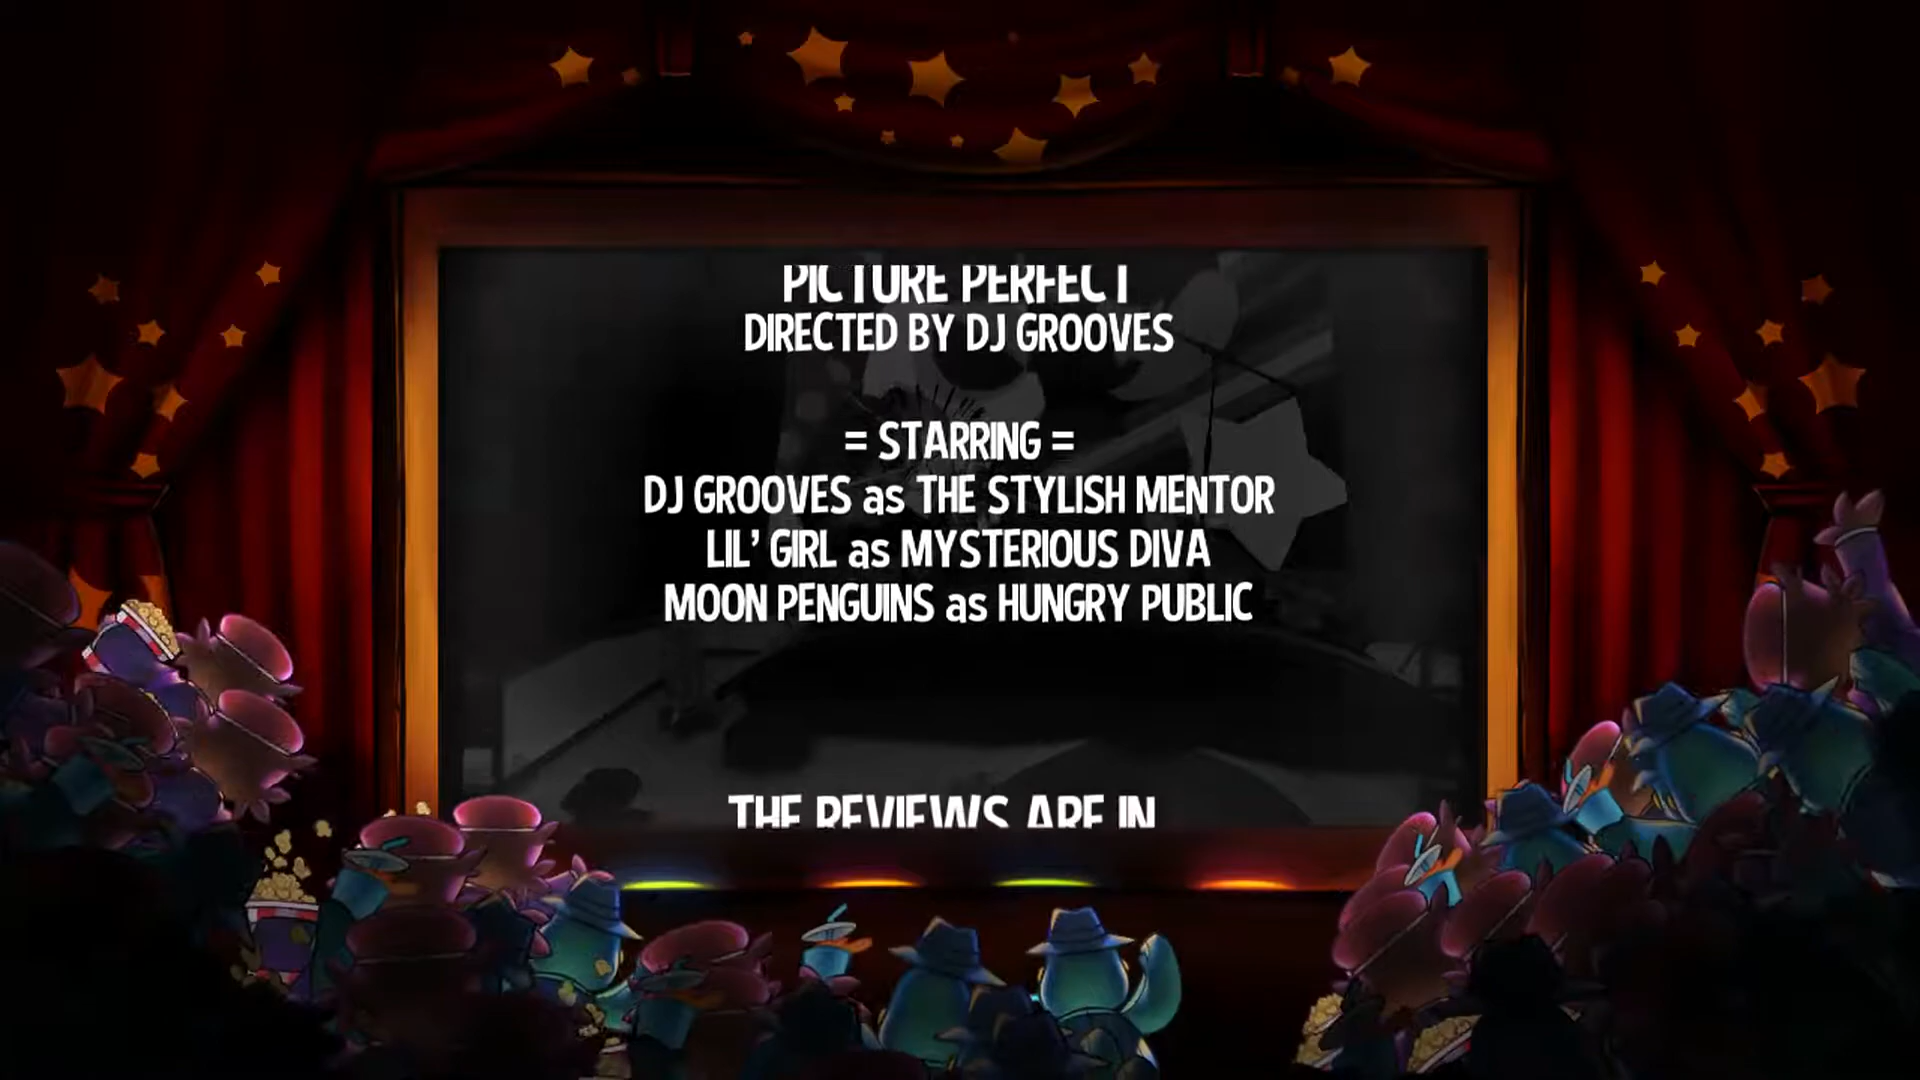 PICTURE PERFECT
DIRECTED BY DJ GROOVES
= STARRING =
DJ GROOVES as THE STYLISH MENTOR
LIL' GIRL as MYSTERIOUS DIVA
MOON PENGUINS as HUNGRY PUBLIC
THE REVIEWS ARE IN